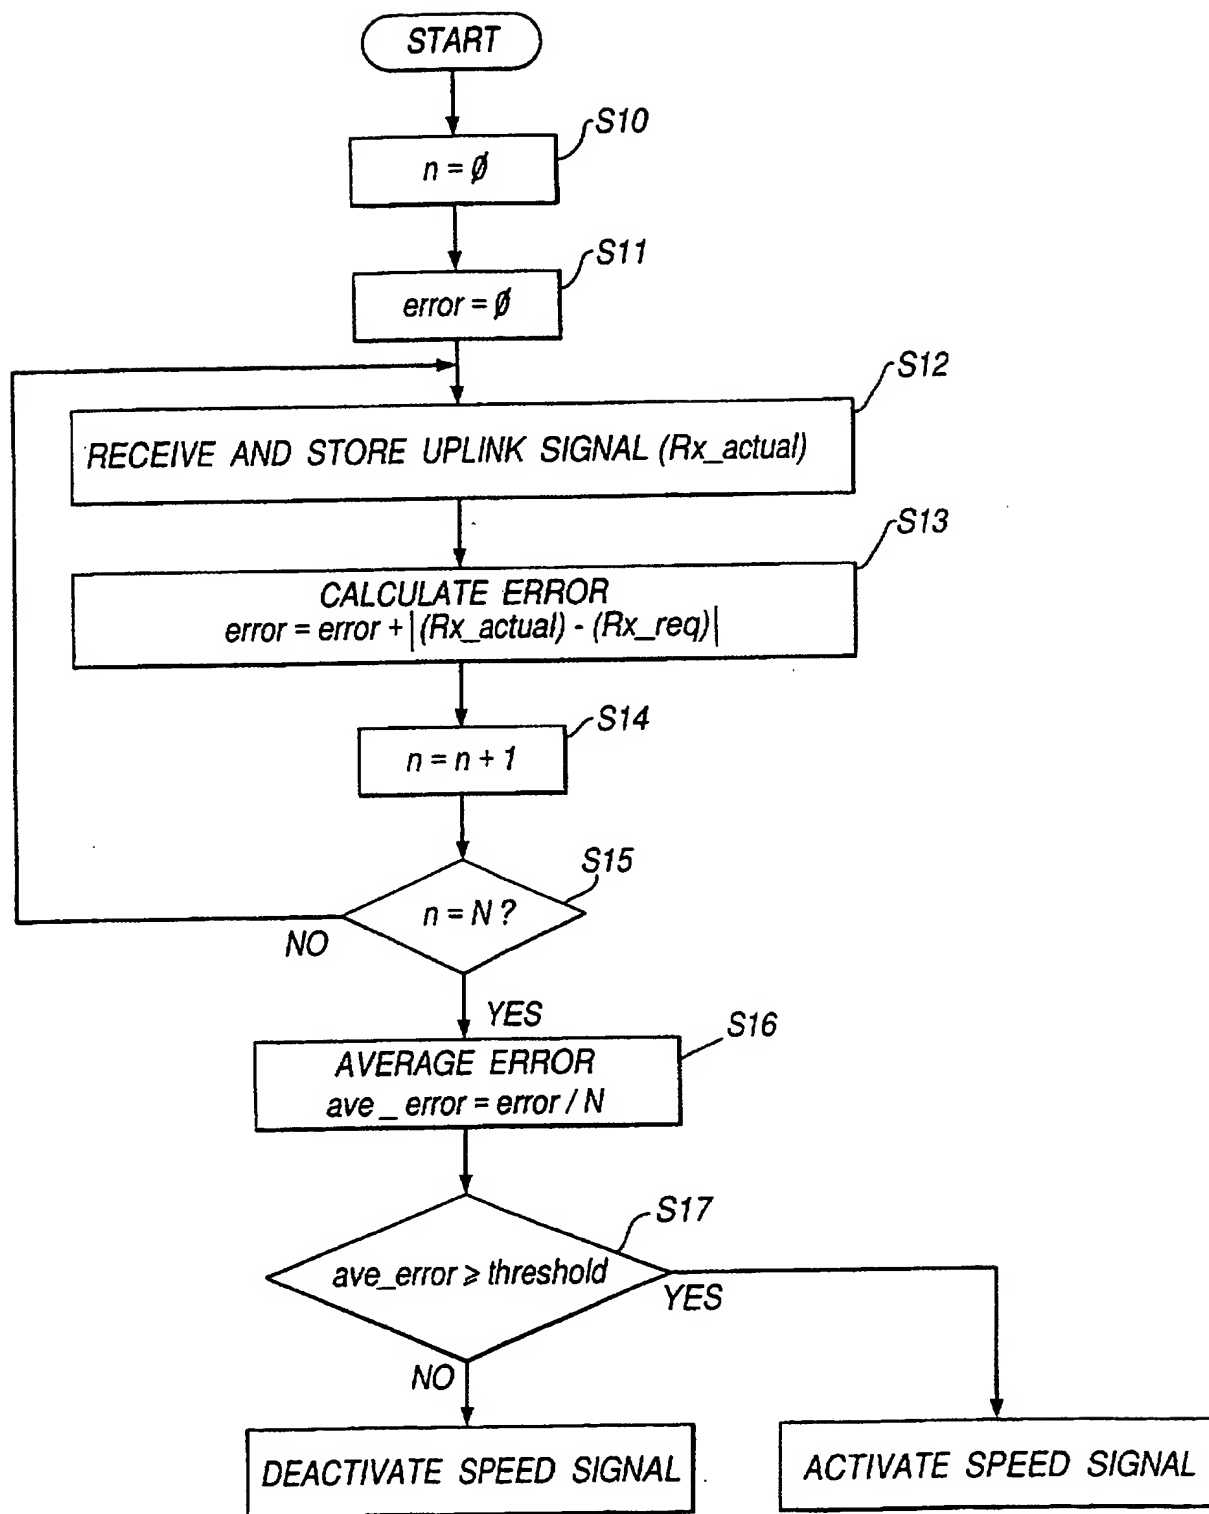 START
S10
n = Ø
S11
error = Ø
S12
RECEIVE AND STORE UPLINK SIGNAL (Rx_actual)
S13
CALCULATE ERROR
error = error + |(Rx_actual) - (Rx_req)|
S14
n = n + 1
S15
n = N ?
NO
YES
S16
AVERAGE ERROR
ave _ error = error / N
S17
ave_error ⩾ threshold
YES
NO
DEACTIVATE SPEED SIGNAL
ACTIVATE SPEED SIGNAL